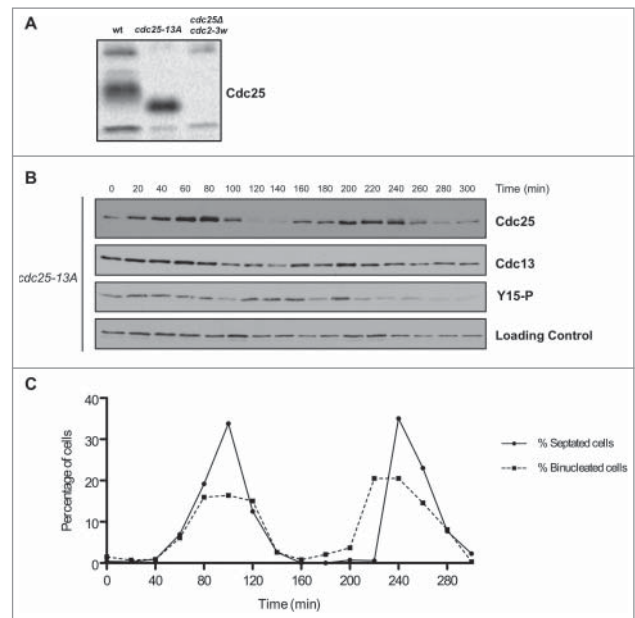 A
wt cdc25-13A cdc25Δ cdc2-3w
Cdc25
B
0 20 40 60 80 100 120 140 160 180 200 220 240 260 280 300 Time (min)
Cdc25
Cdc13
cdc25-13A
Y15-P
Loading Control
C
40
30
20
10
0
Percentage of cells
0 40 80 120 160 200 240 280
Time (min)
% Septated cells
% Binucleated cells